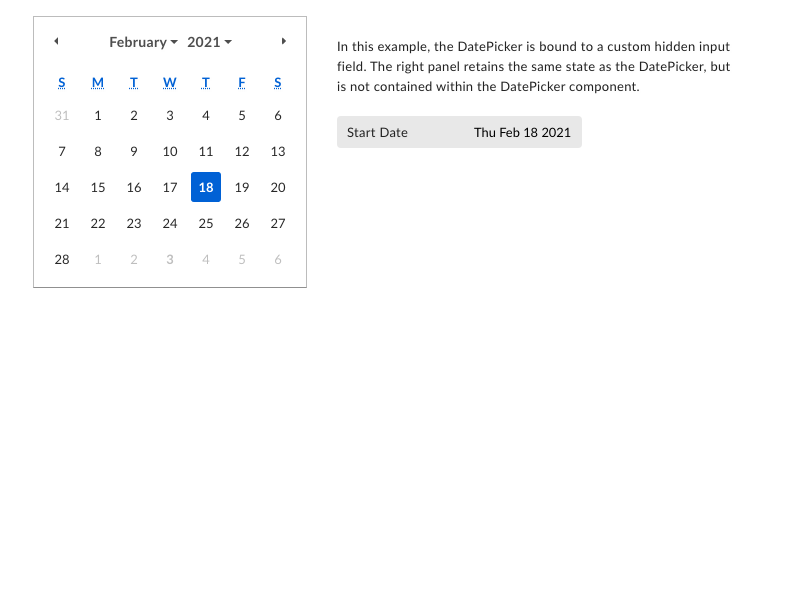 February 2021
S M T W T F S
31 1 2 3 4 5 6
7 8 9 10 11 12 13
14 15 16 17 18 19 20
21 22 23 24 25 26 27
28 1 2 3 4 5 6
In this example, the DatePicker is bound to a custom hidden input
field. The right panel retains the same state as the DatePicker, but
is not contained within the DatePicker component.
Start Date Thu Feb 18 2021